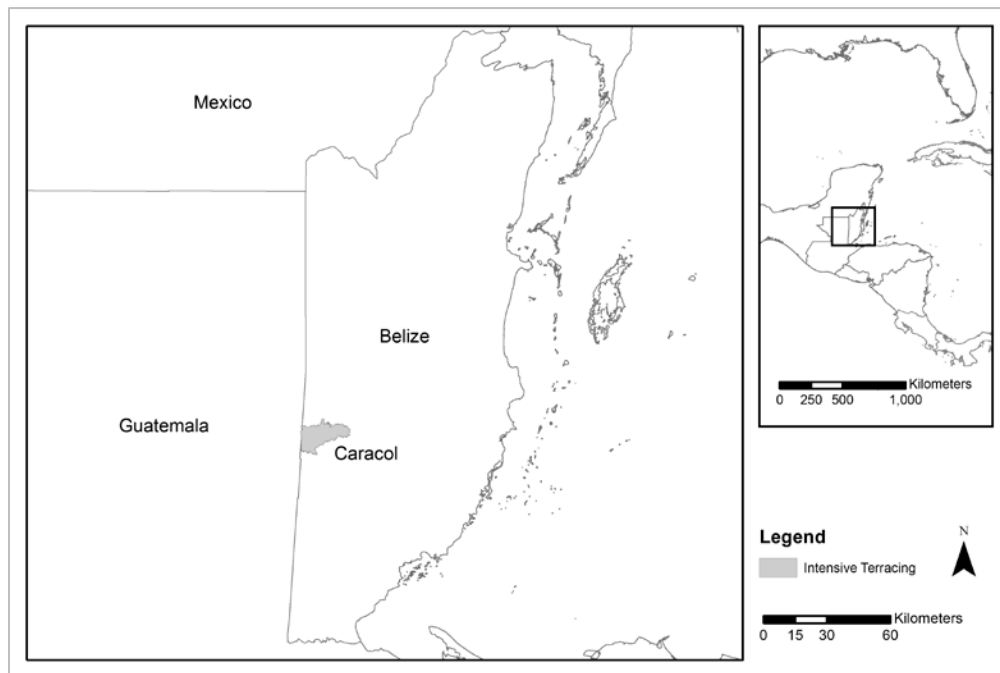 Mexico
Belize
Guatemala
Caracol
Kilometers
0 250 500 1,000
Legend
N
Intensive Terracing
Kilometers
0 15 30 60